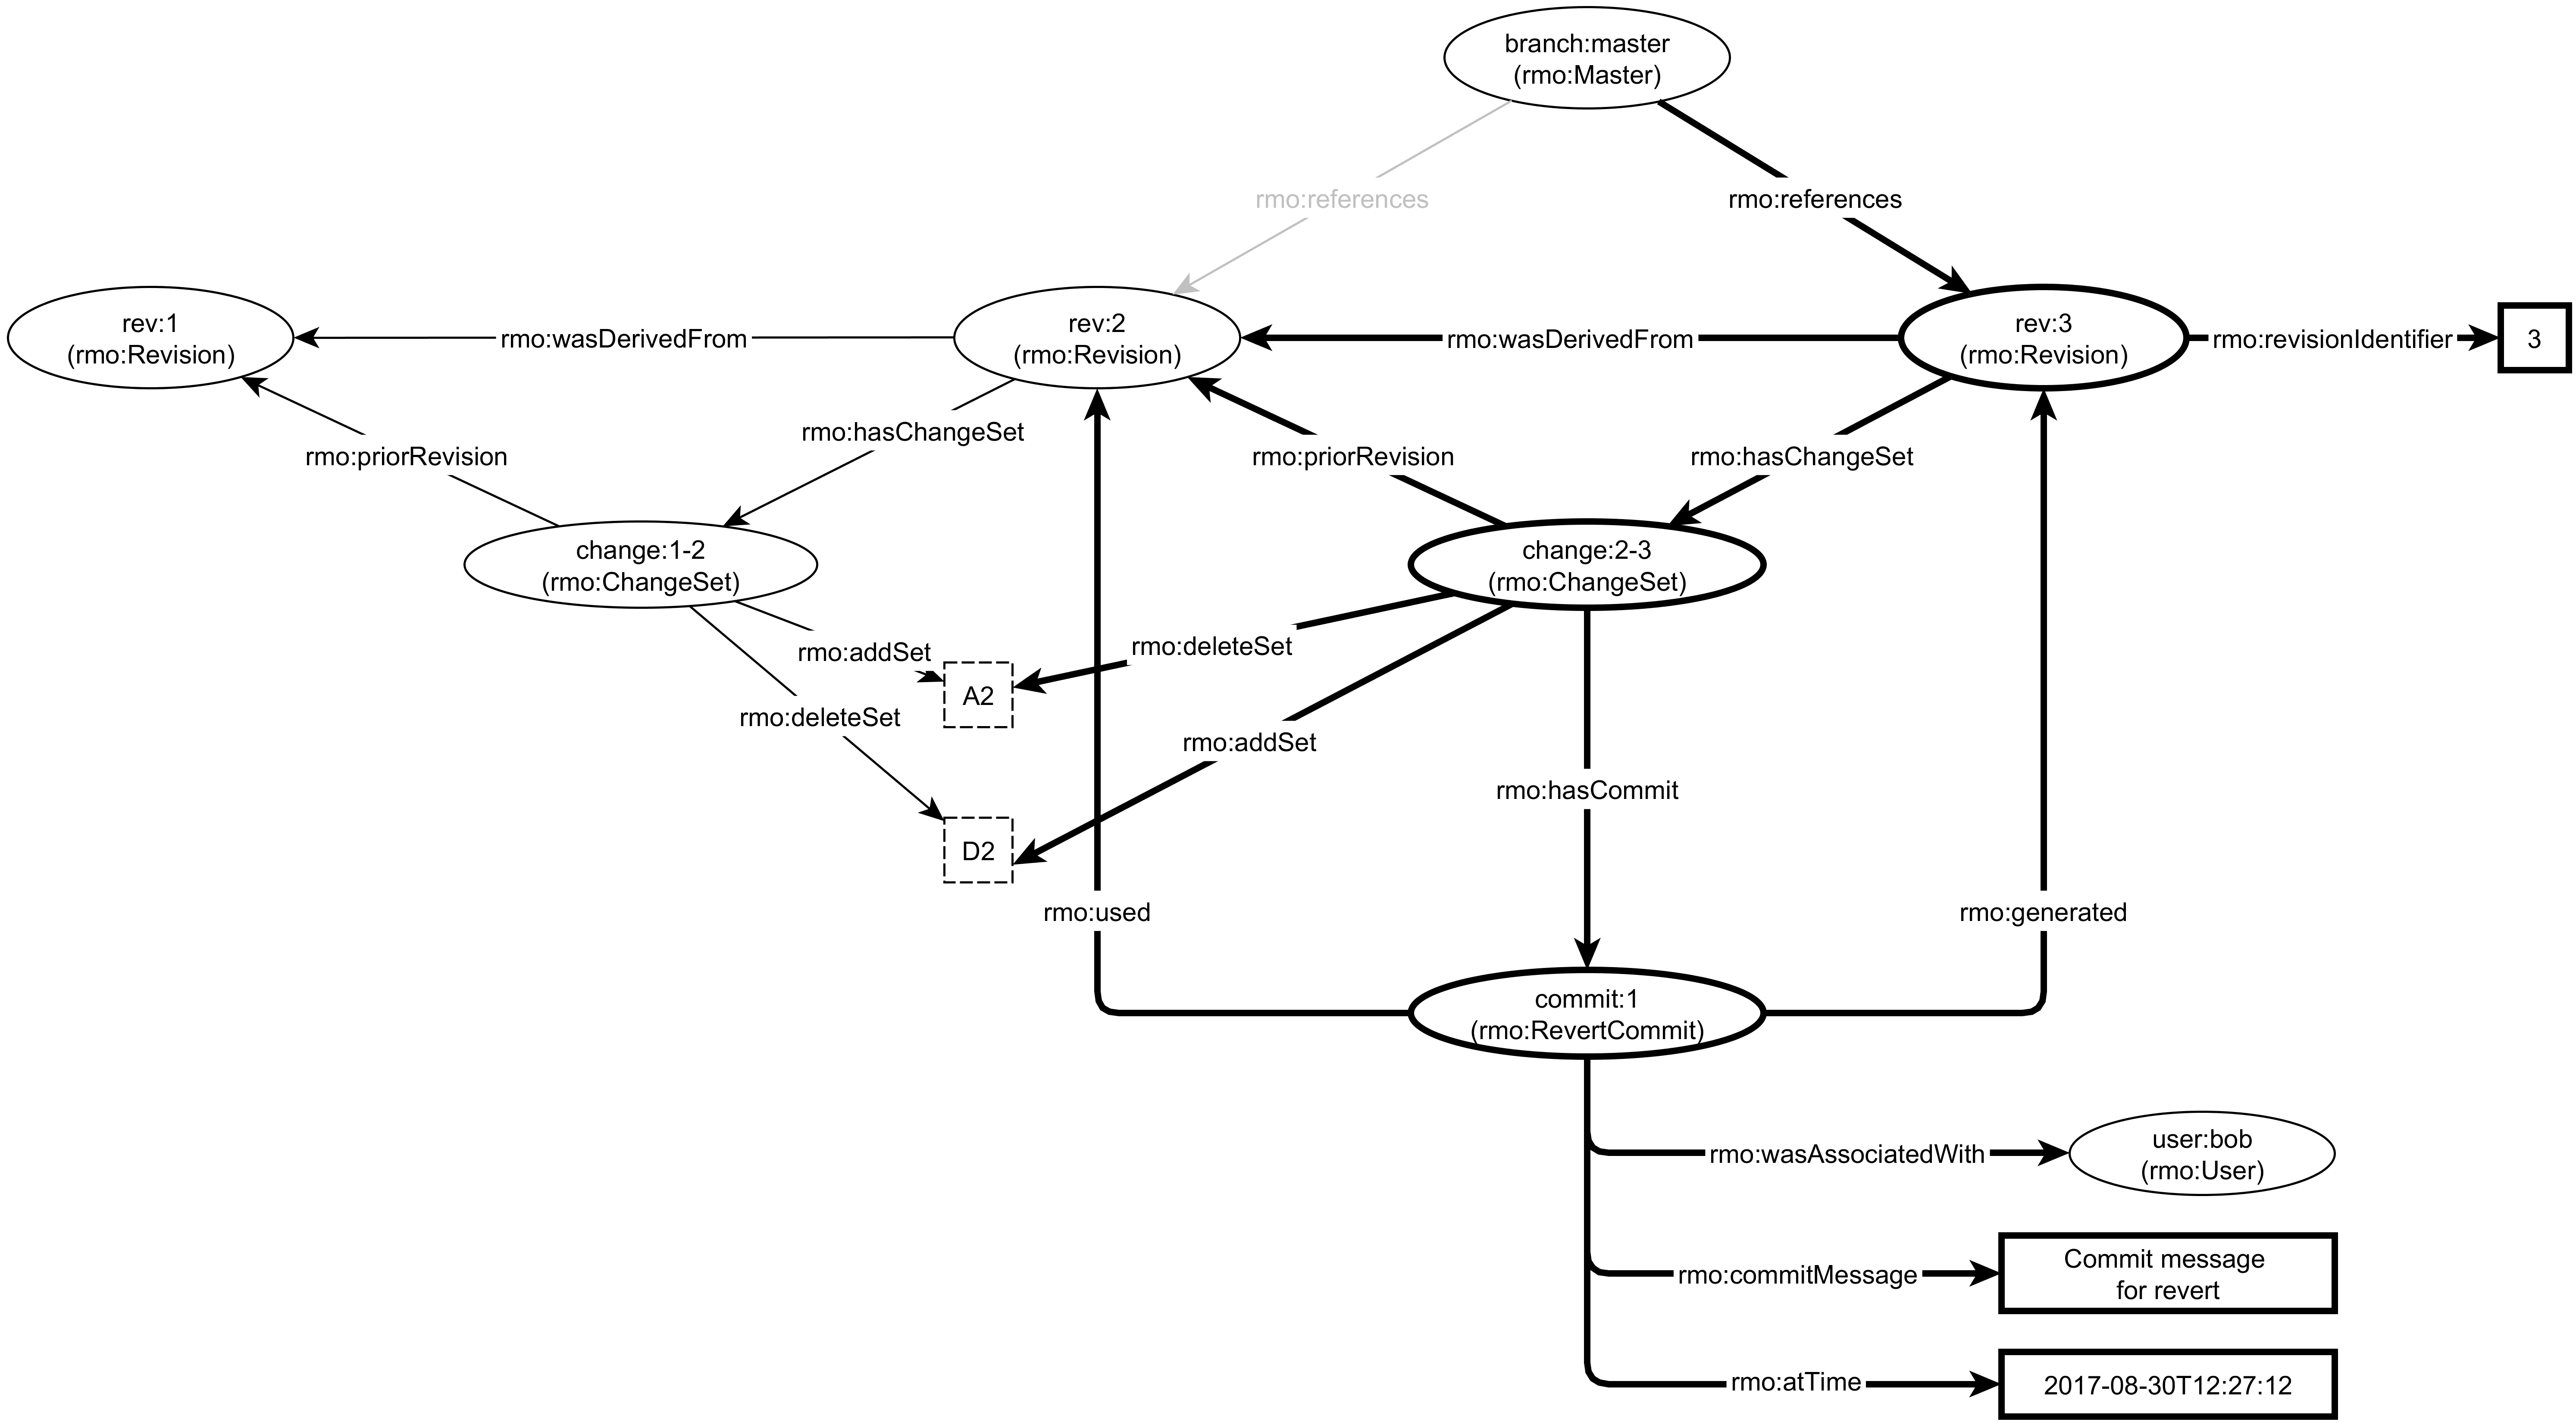 branch:master
(rmo:Master)
rmo:references
rmo:references
rev:1
(rmo:Revision)
rmo:wasDerivedFrom
rev:2
(rmo:Revision)
rmo:wasDerivedFrom
rev:3
(rmo:Revision)
rmo:revisionIdentifier
3
rmo:priorRevision
rmo:hasChangeSet
rmo:priorRevision
rmo:hasChangeSet
change:1-2
(rmo:ChangeSet)
change:2-3
(rmo:ChangeSet)
rmo:addSet
rmo:deleteSet
A2
rmo:deleteSet
rmo:addSet
D2
rmo:hasCommit
rmo:used
rmo:generated
commit:1
(rmo:RevertCommit)
rmo:wasAssociatedWith
user:bob
(rmo:User)
rmo:commitMessage
Commit message
for revert
rmo:atTime
2017-08-30T12:27:12